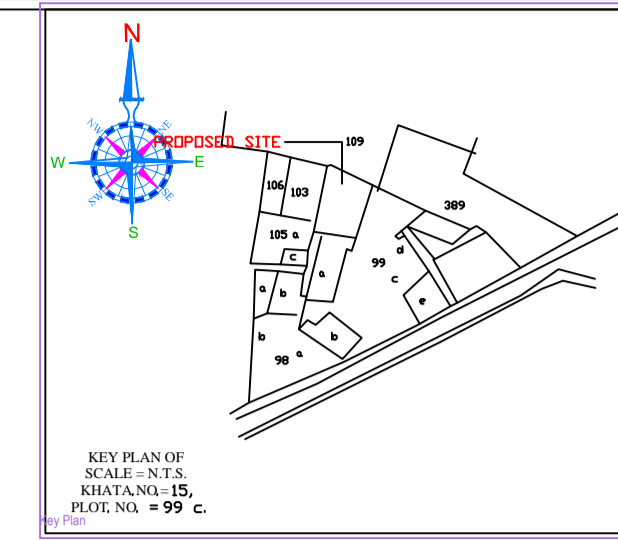 N
NW
NE
W
E
SW
SE
S
PROPOSED SITE
109
106
103
389
105 a
c
a
99
d
c
a
b
e
b
b
98 a
KEY PLAN OF
SCALE = N.T.S.
KHATA, NO, = 15,
PLOT, NO, = 99 c.
Key Plan